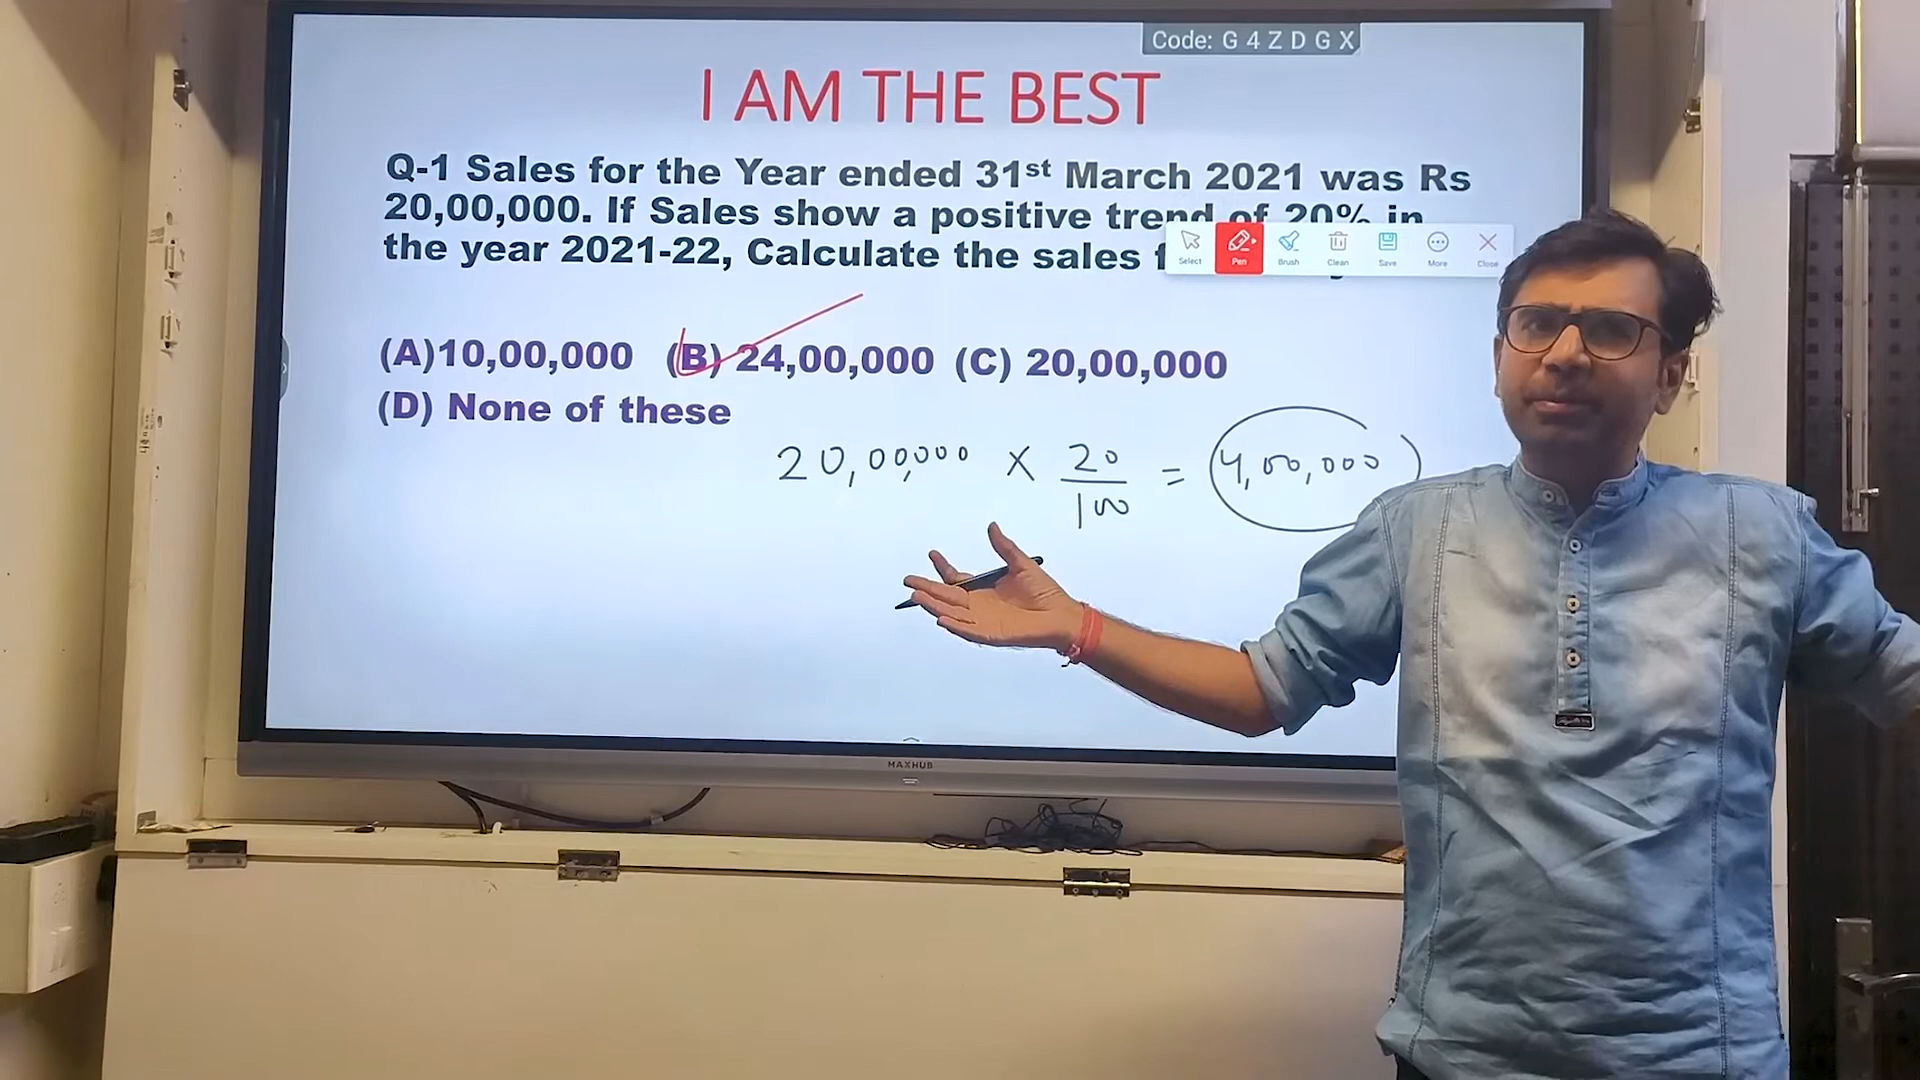 Code: G 4 Z D G X
I AM THE BEST
Q-1 Sales for the Year ended 31st March 2021 was Rs
20,00,000. If Sales show a positive trend of 20% in
the year 2021-22, Calculate the sales
Select Pen Brush Clean Save More Close
(A)10,00,000 (B) 24,00,000 (C) 20,00,000
(D) None of these
20,00,000 x 20/100 = 4,00,000
MAXHUB